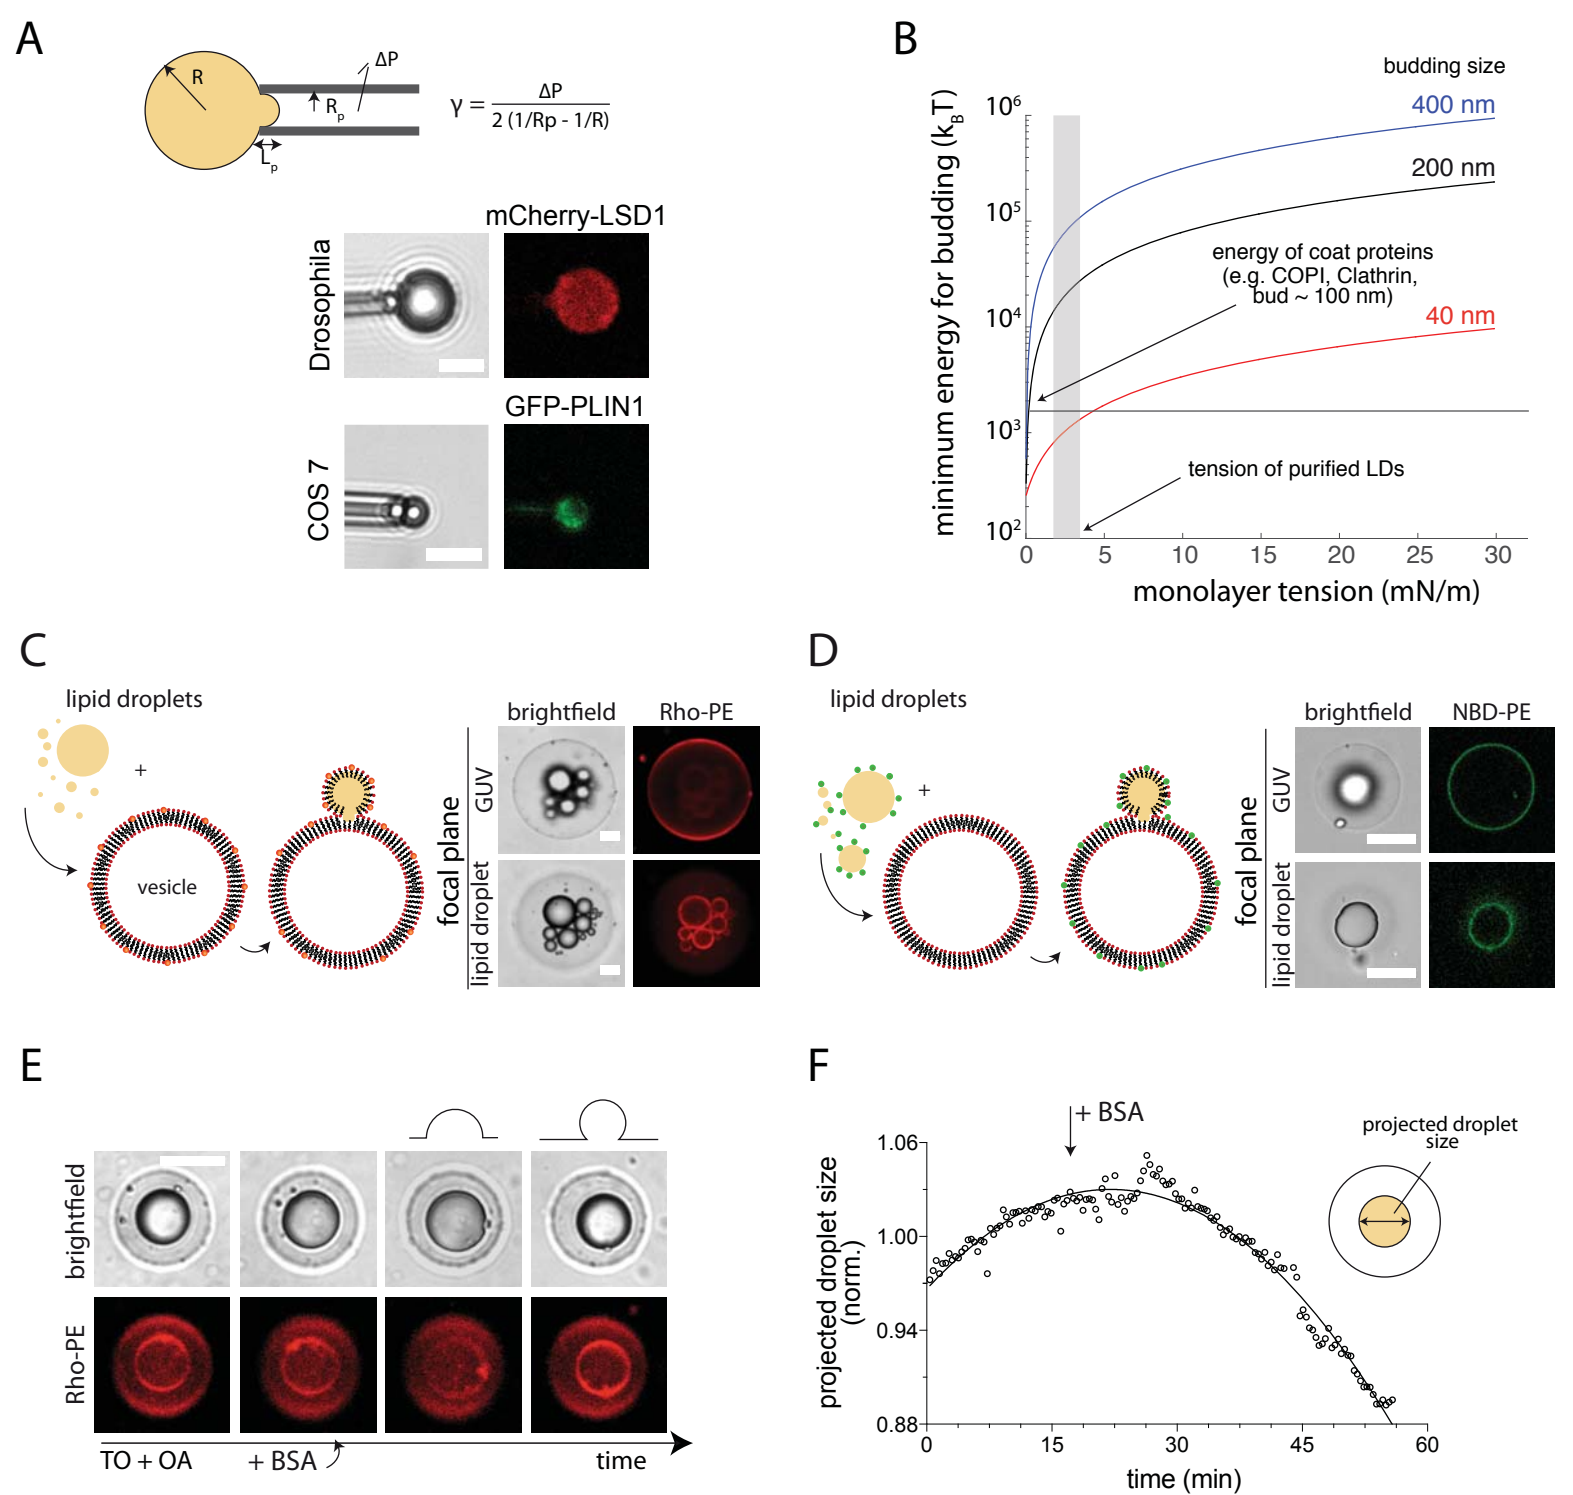 A
R
ΔP
Rp
Lp
γ = ΔP / 2 (1/Rp - 1/R)
mCherry-LSD1
Drosophila
GFP-PLIN1
COS 7
B
budding size
400 nm
200 nm
energy of coat proteins
(e.g. COPI, Clathrin,
bud ~ 100 nm)
40 nm
tension of purified LDs
minimum energy for budding (kBT)
10^6
10^5
10^4
10^3
10^2
0 5 10 15 20 25 30
monolayer tension (mN/m)
C
lipid droplets
+
vesicle
focal plane
brightfield Rho-PE
GUV
lipid droplet
D
lipid droplets
+
focal plane
brightfield NBD-PE
GUV
lipid droplet
E
brightfield
Rho-PE
TO + OA + BSA time
F
+ BSA
projected droplet
size
projected droplet size
(norm.)
1.06
1.00
0.94
0.88
0 15 30 45 60
time (min)